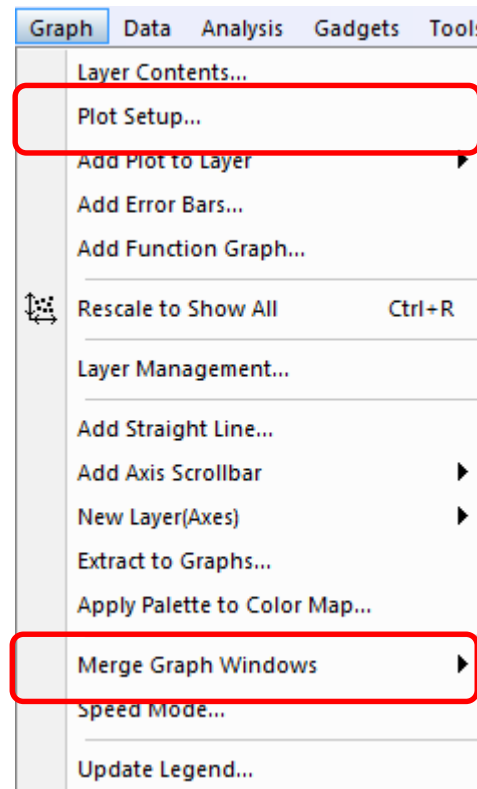 Graph Data Analysis Gadgets Tools
Layer Contents...
Plot Setup...
Add Plot to Layer
Add Error Bars...
Add Function Graph...
Rescale to Show All Ctrl+R
Layer Management...
Add Straight Line...
Add Axis Scrollbar
New Layer(Axes)
Extract to Graphs...
Apply Palette to Color Map...
Merge Graph Windows
Speed Mode...
Update Legend...